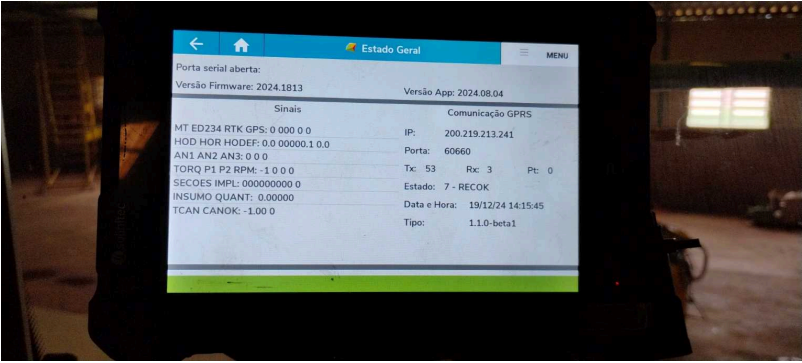 Estado Geral
MENU
Porta serial aberta:
Versão Firmware: 2024.1813
Versão App: 2024.08.04
Sinais
MT ED234 RTK GPS: 0 000 0 0
HOD HOR HODEF: 0.0 00000.1 0.0
AN1 AN2 AN3: 0 0 0
TORQ P1 P2 RPM: -1 0 0 0
SECOES IMPL: 000000000 0
INSUMO QUANT: 0.00000
TCAN CANOK: -1.00 0
Comunicação GPRS
IP: 200.219.213.241
Porta: 60660
Tx: 53 Rx: 3 Pt: 0
Estado: 7 - RECOK
Data e Hora: 19/12/24 14:15:45
Tipo: 1.1.0-beta1